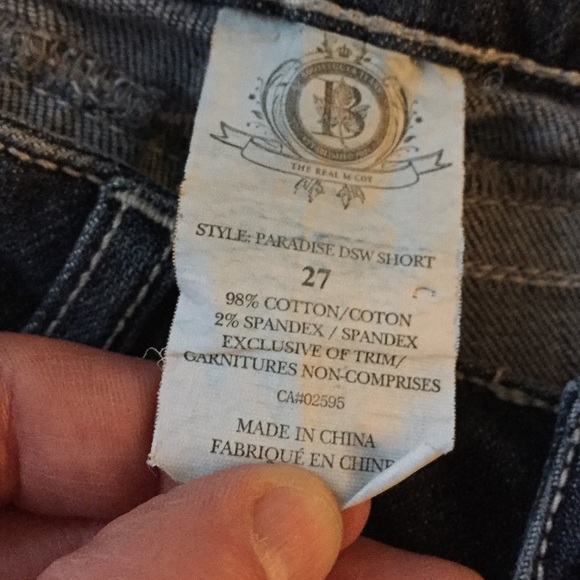 B
THE REAL McCOY
STYLE: PARADISE DSW SHORT
27
98% COTTON/COTON
2% SPANDEX / SPANDEX
EXCLUSIVE OF TRIM/
GARNITURES NON-COMPRISES
CA#02595
MADE IN CHINA
FABRIQUÉ EN CHINE